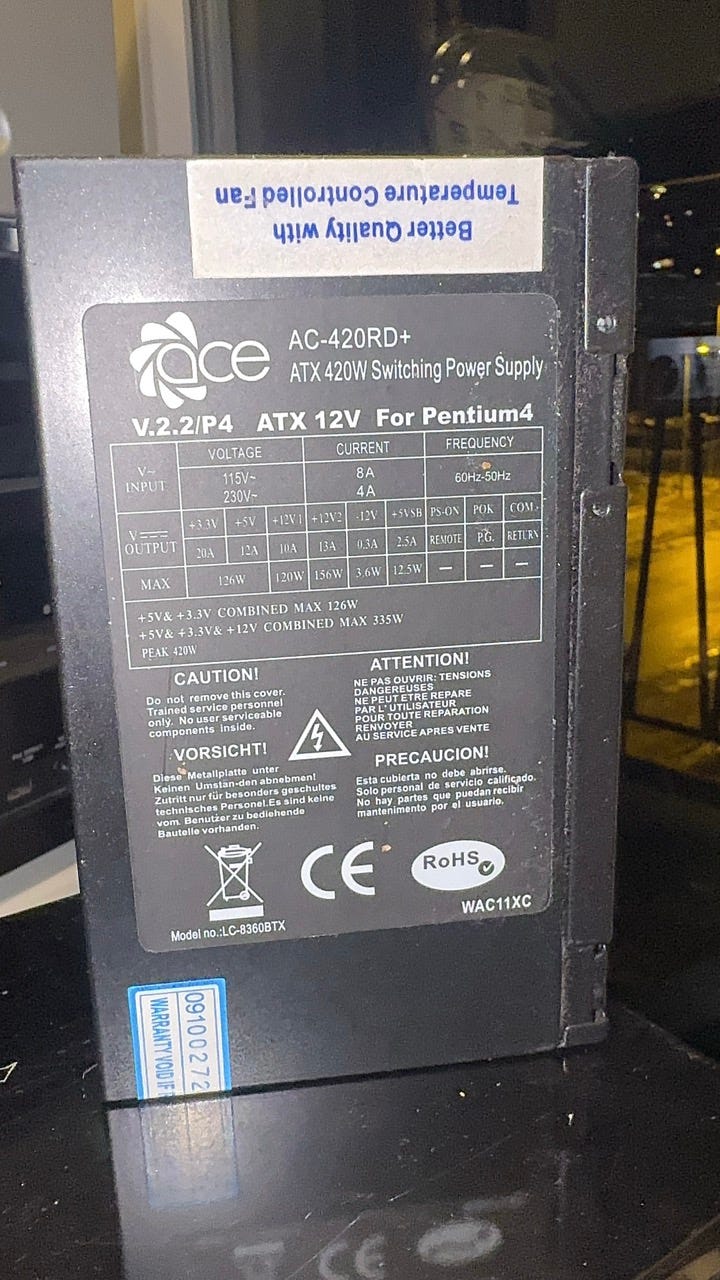 Better Quality with
Temperature Controlled Fan
ace
AC-420RD+
ATX 420W Switching Power Supply
V.2.2/P4 ATX 12V For Pentium4
V~ INPUT VOLTAGE CURRENT FREQUENCY
115V~ 8A 60Hz-50Hz
230V~ 4A
V OUTPUT +3.3V +5V +12V1 +12V2 -12V +5VSB PS-ON POK COM.
20A 12A 10A 13A 0.3A 2.5A REMOTE P.G. RETURN
MAX 126W 120W 156W 3.6W 12.5W — — —
+5V& +3.3V COMBINED MAX 126W
+5V& +3.3V& +12V COMBINED MAX 335W
PEAK 420W
CAUTION!
Do not remove this cover.
Trained service personnel
only. No user serviceable
components inside.
ATTENTION!
NE PAS OUVRIR: TENSIONS
DANGEREUSES
NE PEUT ETRE REPARE
PAR L' UTILISATEUR
POUR TOUTE REPARATION
RENVOYER
AU SERVICE APRES VENTE
VORSICHT!
Diese Metallplatte unter
Keinen Umstän-den abnehmen!
Zutritt nur für besonders geschultes
technisches Personel.Es sind keine
vom Benutzer zu bediehende
Bauteile vorhanden.
PRECAUCION!
Esta cubierta no debe abrirse.
Solo personal de servicio calificado.
No hay partes que puedan recibir
mantenimiento por el usuario.
CE
RoHS
WAC11XC
Model no.:LC-8360BTX
09100272
WARRANTY VOID IF